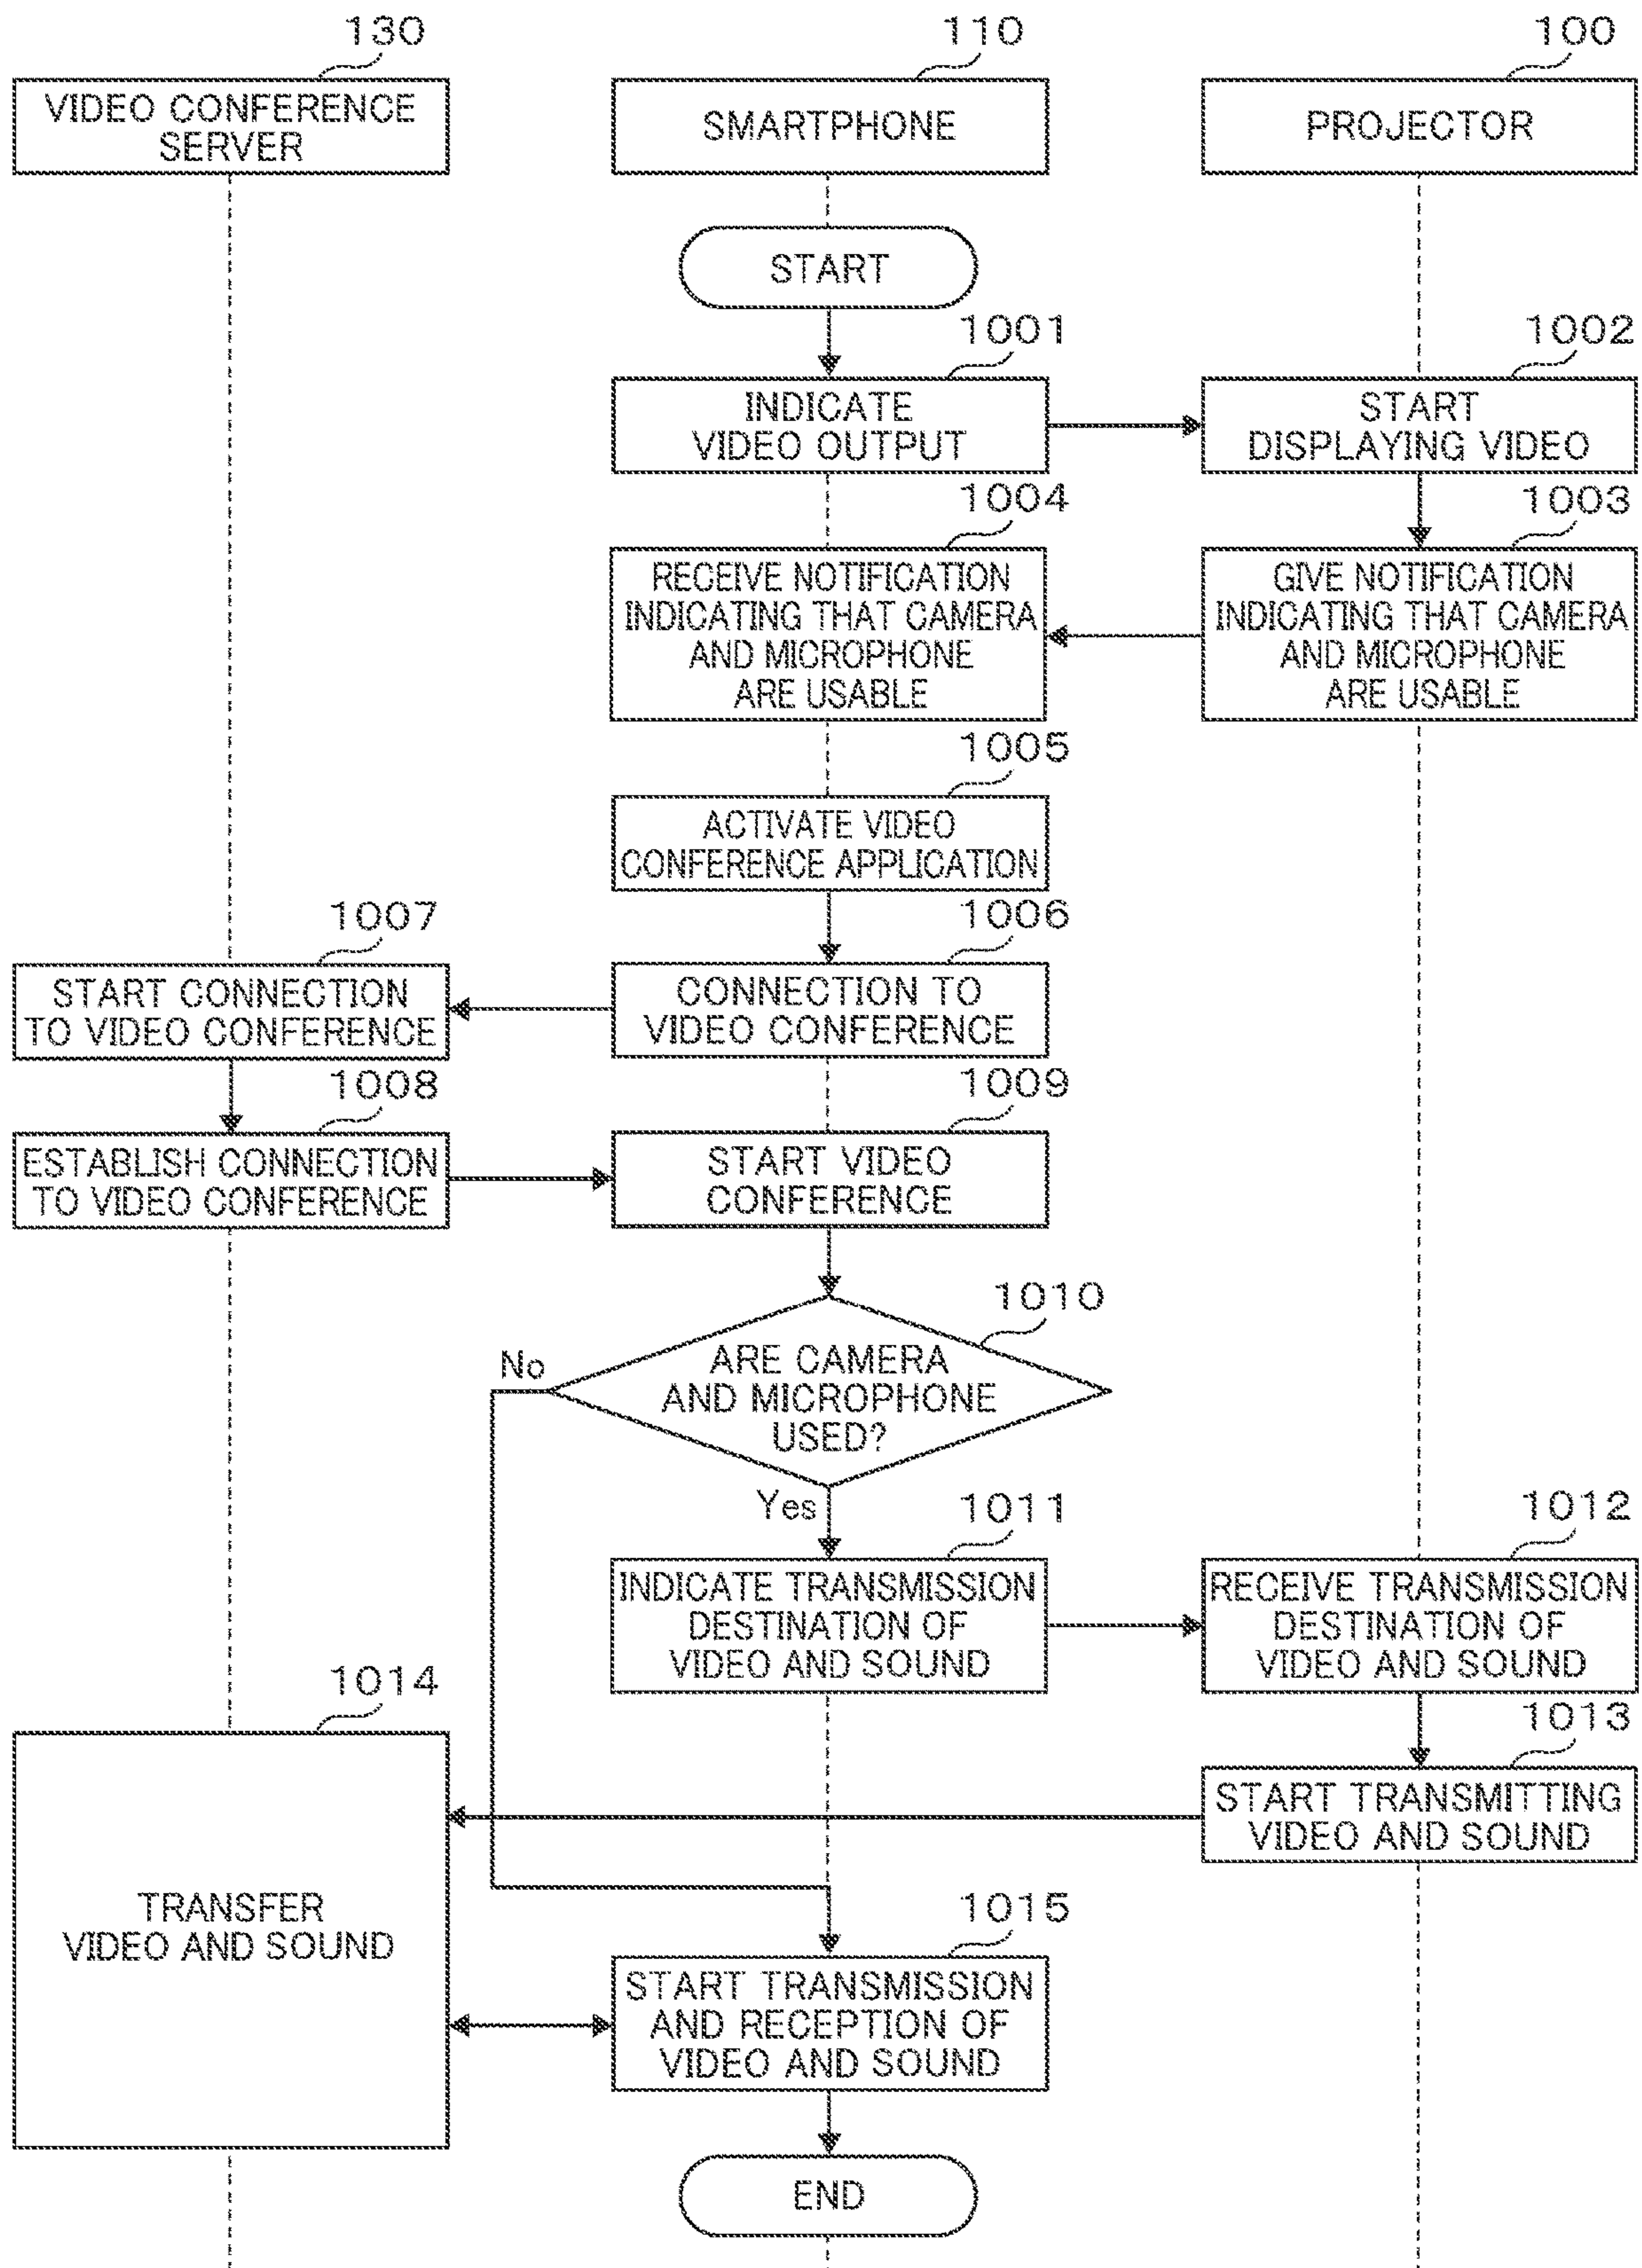 130
110
100
VIDEO CONFERENCE
SERVER
SMARTPHONE
PROJECTOR
START
1001
1002
INDICATE
VIDEO OUTPUT
START
DISPLAYING VIDEO
1004
1003
RECEIVE NOTIFICATION
INDICATING THAT CAMERA
AND MICROPHONE
ARE USABLE
GIVE NOTIFICATION
INDICATING THAT CAMERA
AND MICROPHONE
ARE USABLE
1005
ACTIVATE VIDEO
CONFERENCE APPLICATION
1007
1006
START CONNECTION
TO VIDEO CONFERENCE
CONNECTION TO
VIDEO CONFERENCE
1008
1009
ESTABLISH CONNECTION
TO VIDEO CONFERENCE
START VIDEO
CONFERENCE
1010
No
ARE CAMERA
AND MICROPHONE
USED?
Yes
1011
1012
INDICATE TRANSMISSION
DESTINATION OF
VIDEO AND SOUND
RECEIVE TRANSMISSION
DESTINATION OF
VIDEO AND SOUND
1014
1013
START TRANSMITTING
VIDEO AND SOUND
TRANSFER
VIDEO AND SOUND
1015
START TRANSMISSION
AND RECEPTION OF
VIDEO AND SOUND
END